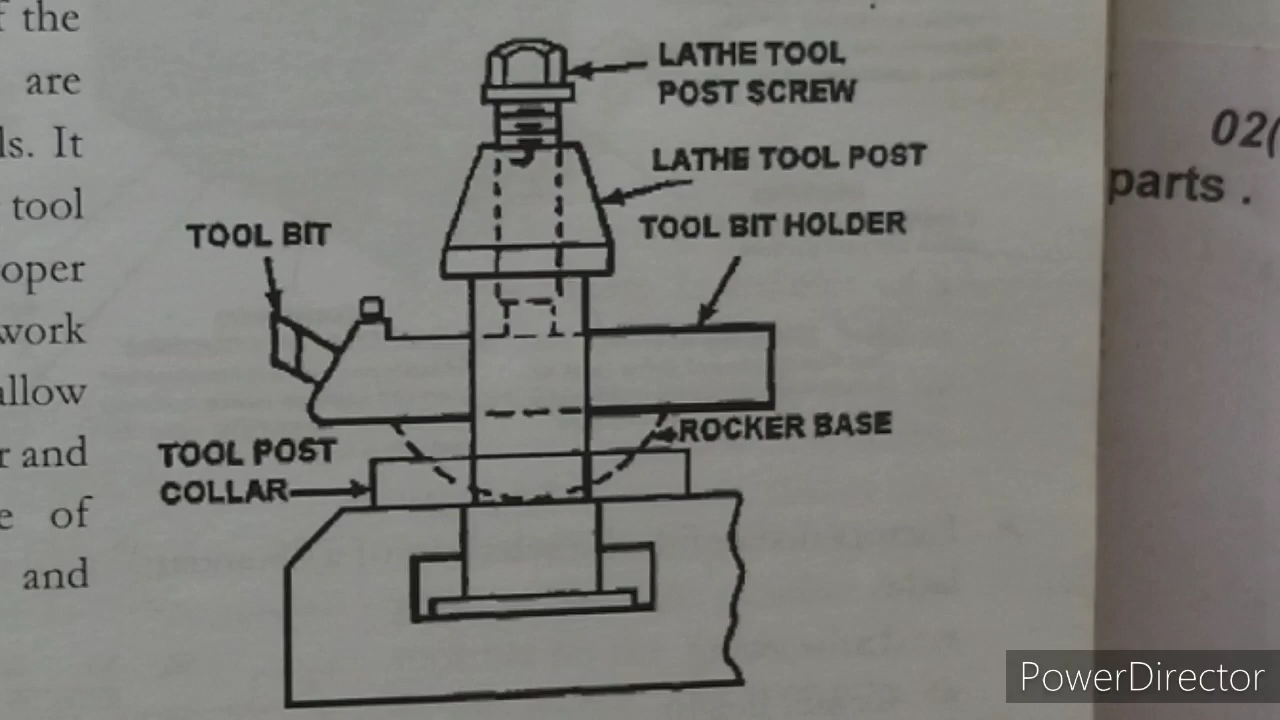 f the
are
ls. It
tool
oper
work
allow
r and
e of
and
LATHE TOOL
POST SCREW
LATHE TOOL POST
TOOL BIT HOLDER
TOOL BIT
ROCKER BASE
TOOL POST
COLLAR
02(
parts .
PowerDirector